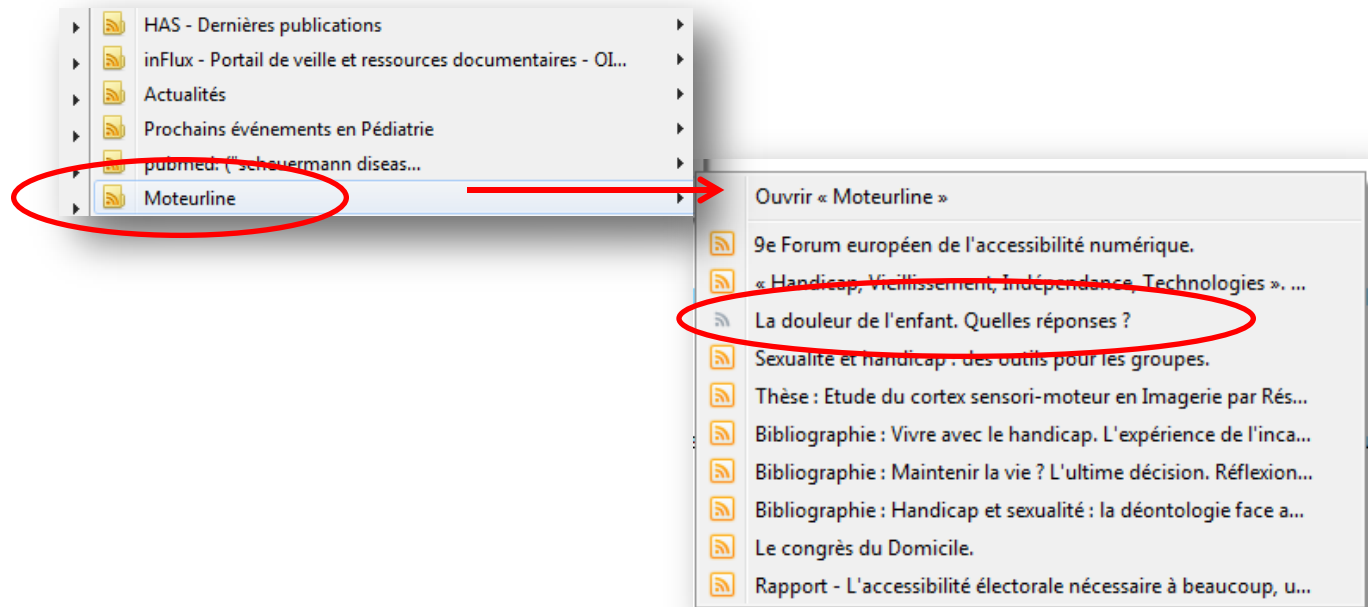 HAS - Dernières publications
inFlux - Portail de veille et ressources documentaires - OI...
Actualités
Prochains événements en Pédiatrie
pubmed: ("scheuermann diseas...
Moteurline
Ouvrir « Moteurline »
9e Forum européen de l'accessibilité numérique.
« Handicap, Vieillissement, Indépendance, Technologies ». ...
La douleur de l'enfant. Quelles réponses ?
Sexualité et handicap : des outils pour les groupes.
Thèse : Etude du cortex sensori-moteur en Imagerie par Rés...
Bibliographie : Vivre avec le handicap. L'expérience de l'inca...
Bibliographie : Maintenir la vie ? L'ultime décision. Réflexion...
Bibliographie : Handicap et sexualité : la déontologie face a...
Le congrès du Domicile.
Rapport - L'accessibilité électorale nécessaire à beaucoup, u...